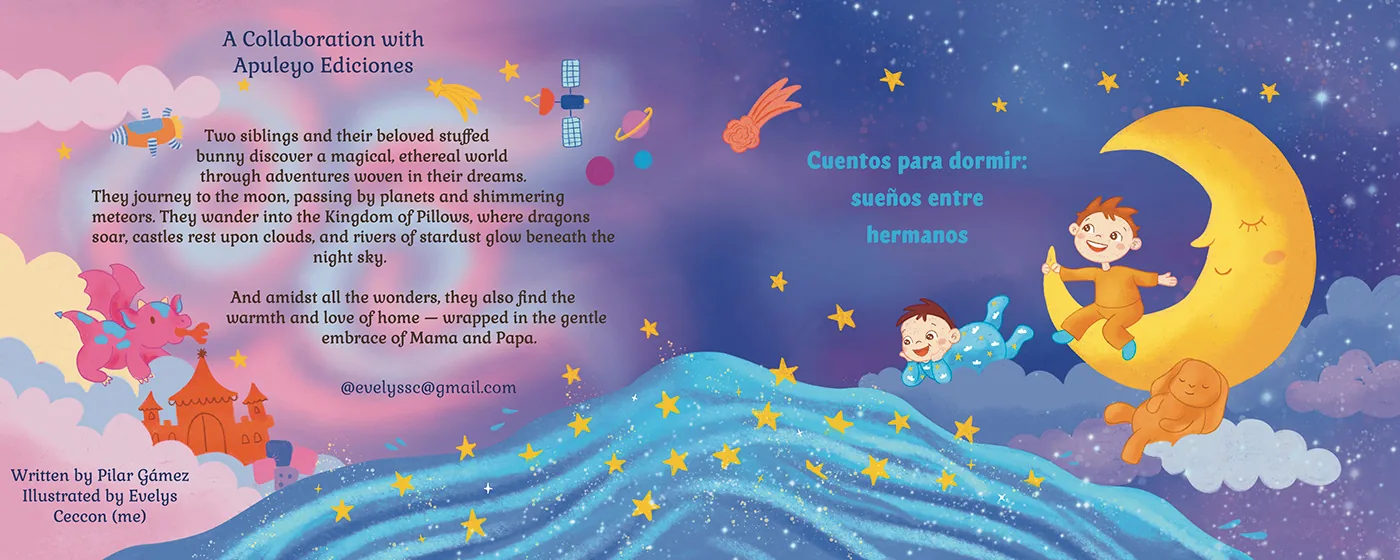 A Collaboration with
Apuleyo Ediciones
Two siblings and their beloved stuffed
bunny discover a magical, ethereal world
through adventures woven in their dreams.
They journey to the moon, passing by planets and shimmering
meteors. They wander into the Kingdom of Pillows, where dragons
soar, castles rest upon clouds, and rivers of stardust glow beneath the
night sky.
And amidst all the wonders, they also find the
warmth and love of home — wrapped in the gentle
embrace of Mama and Papa.
@evelyssc@gmail.com
Written by Pilar Gámez
Illustrated by Evelys
Ceccon (me)
Cuentos para dormir:
sueños entre
hermanos